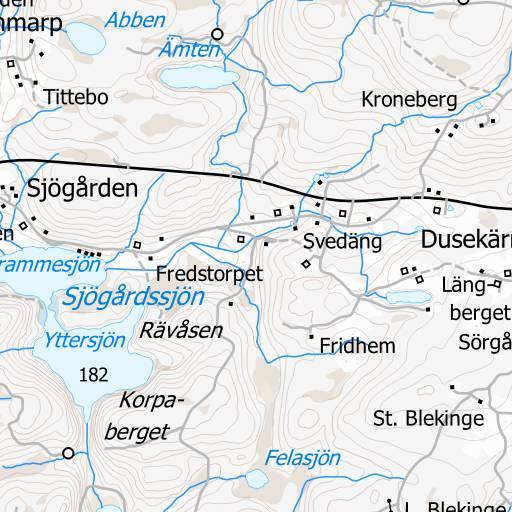 Abben
Ämten
Tittebo
Kroneberg
Sjögården
Svedäng
Fredstorpet
Sjögårdssjön
Läng-
berget
Rävåsen
Yttersjön
Fridhem
182
Korpa-
berget
St. Blekinge
Felasjön
L. Blekinge